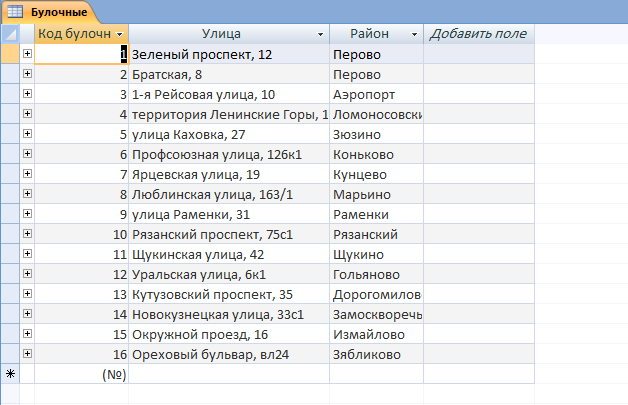 Булочные
Код булочн Улица Район Добавить поле
1 Зеленый проспект, 12 Перово
2 Братская, 8 Перово
3 1-я Рейсовая улица, 10 Аэропорт
4 территория Ленинские Горы, 1 Ломоносовски
5 улица Каховка, 27 Зюзино
6 Профсоюзная улица, 126к1 Коньково
7 Ярцевская улица, 19 Кунцево
8 Люблинская улица, 163/1 Марьино
9 улица Раменки, 31 Раменки
10 Рязанский проспект, 75с1 Рязанский
11 Щукинская улица, 42 Щукино
12 Уральская улица, 6к1 Гольяново
13 Кутузовский проспект, 35 Дорогомилово
14 Новокузнецкая улица, 33с1 Замоскворечь
15 Окружной проезд, 16 Измайлово
16 Ореховый бульвар, вл24 Зябликово
(№)